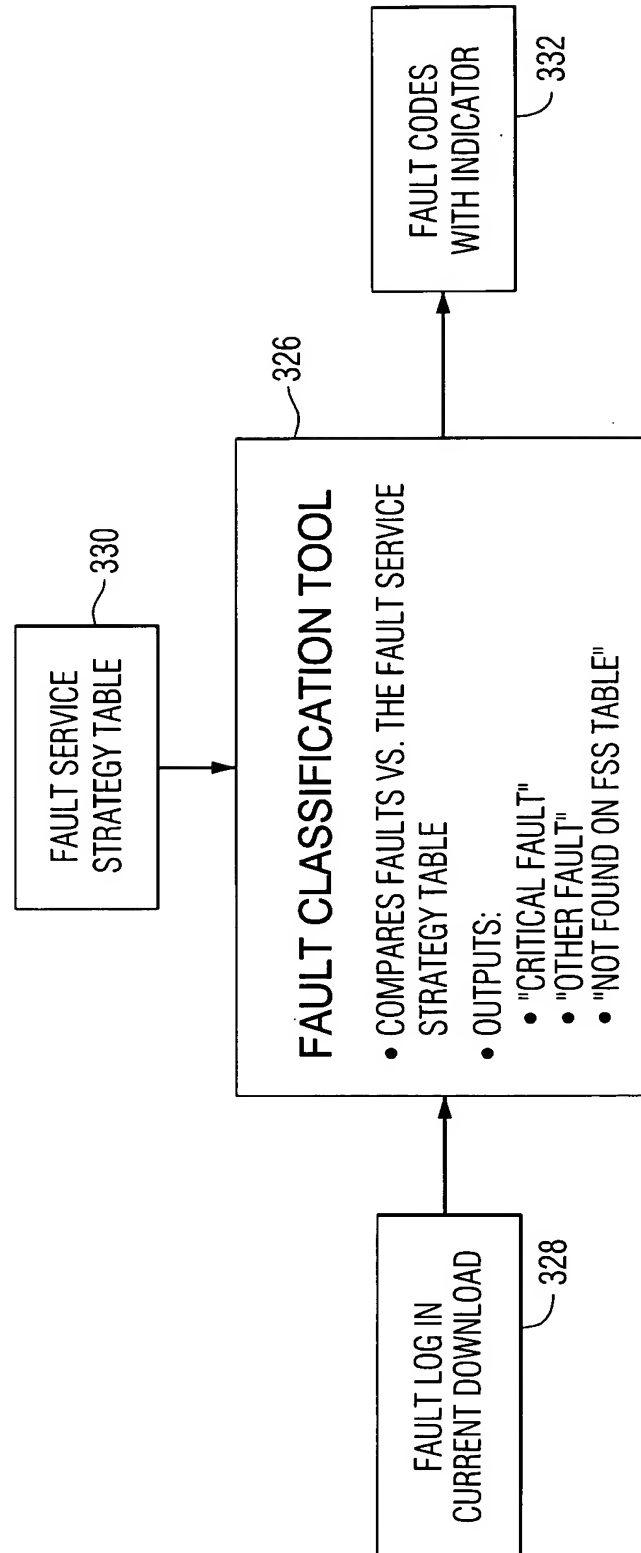 FAULT SERVICE
STRATEGY TABLE
330
326
FAULT CLASSIFICATION TOOL
• COMPARES FAULTS VS. THE FAULT SERVICE
STRATEGY TABLE
• OUTPUTS:
• "CRITICAL FAULT"
• "OTHER FAULT"
• "NOT FOUND ON FSS TABLE"
FAULT LOG IN
CURRENT DOWNLOAD
328
FAULT CODES
WITH INDICATOR
332